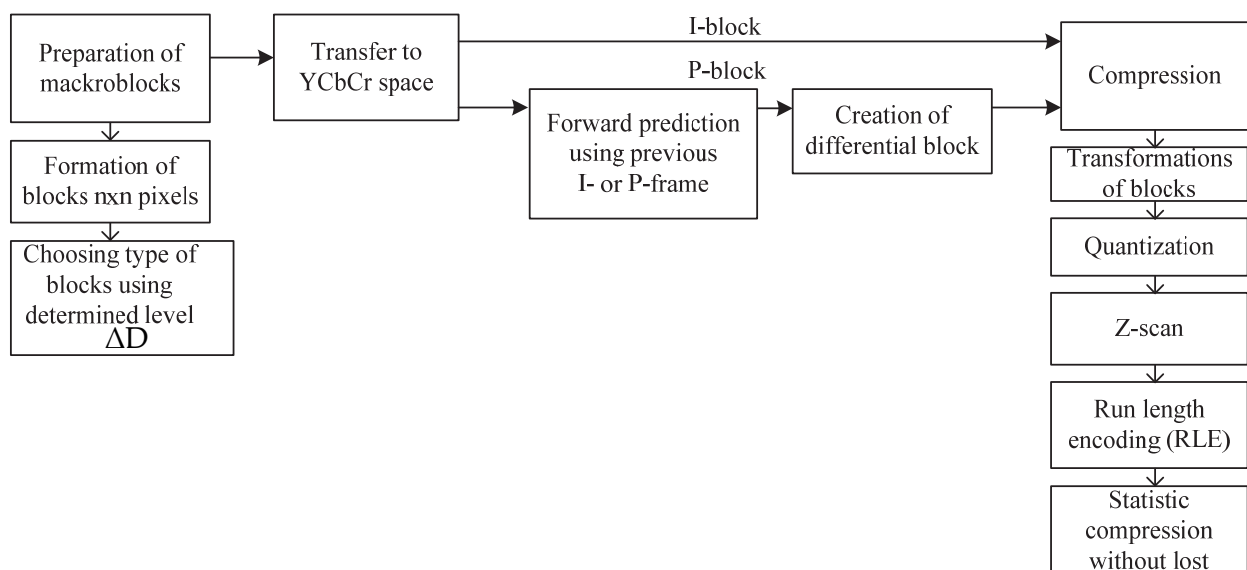 Preparation of
mackroblocks
Transfer to
YCbCr space
I-block
P-block
Forward prediction
using previous
I- or P-frame
Creation of
differential block
Compression
Formation of
blocks nxn pixels
Choosing type of
blocks using
determined level
ΔD
Transformations
of blocks
Quantization
Z-scan
Run length
encoding (RLE)
Statistic
compression
without lost